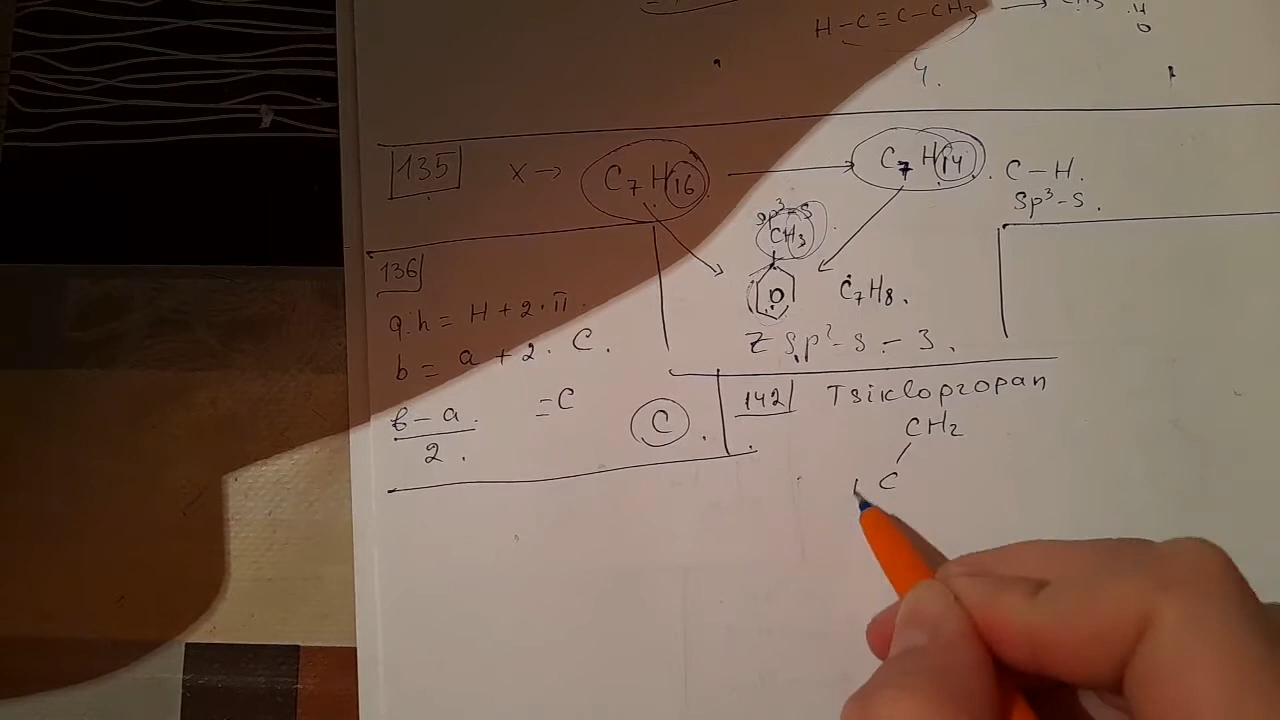 H-C≡C-CH3 →
4.
135 X → C7H16 → C7H14. C-H.
sp³-s.
sp³-s
CH3
C7H8.
136
q.h = H + 2·π.
b = a + 2. C.
b-a = C
2.
C.
Z sp²-s - 3.
142 Tsiklopropan
CH2
C